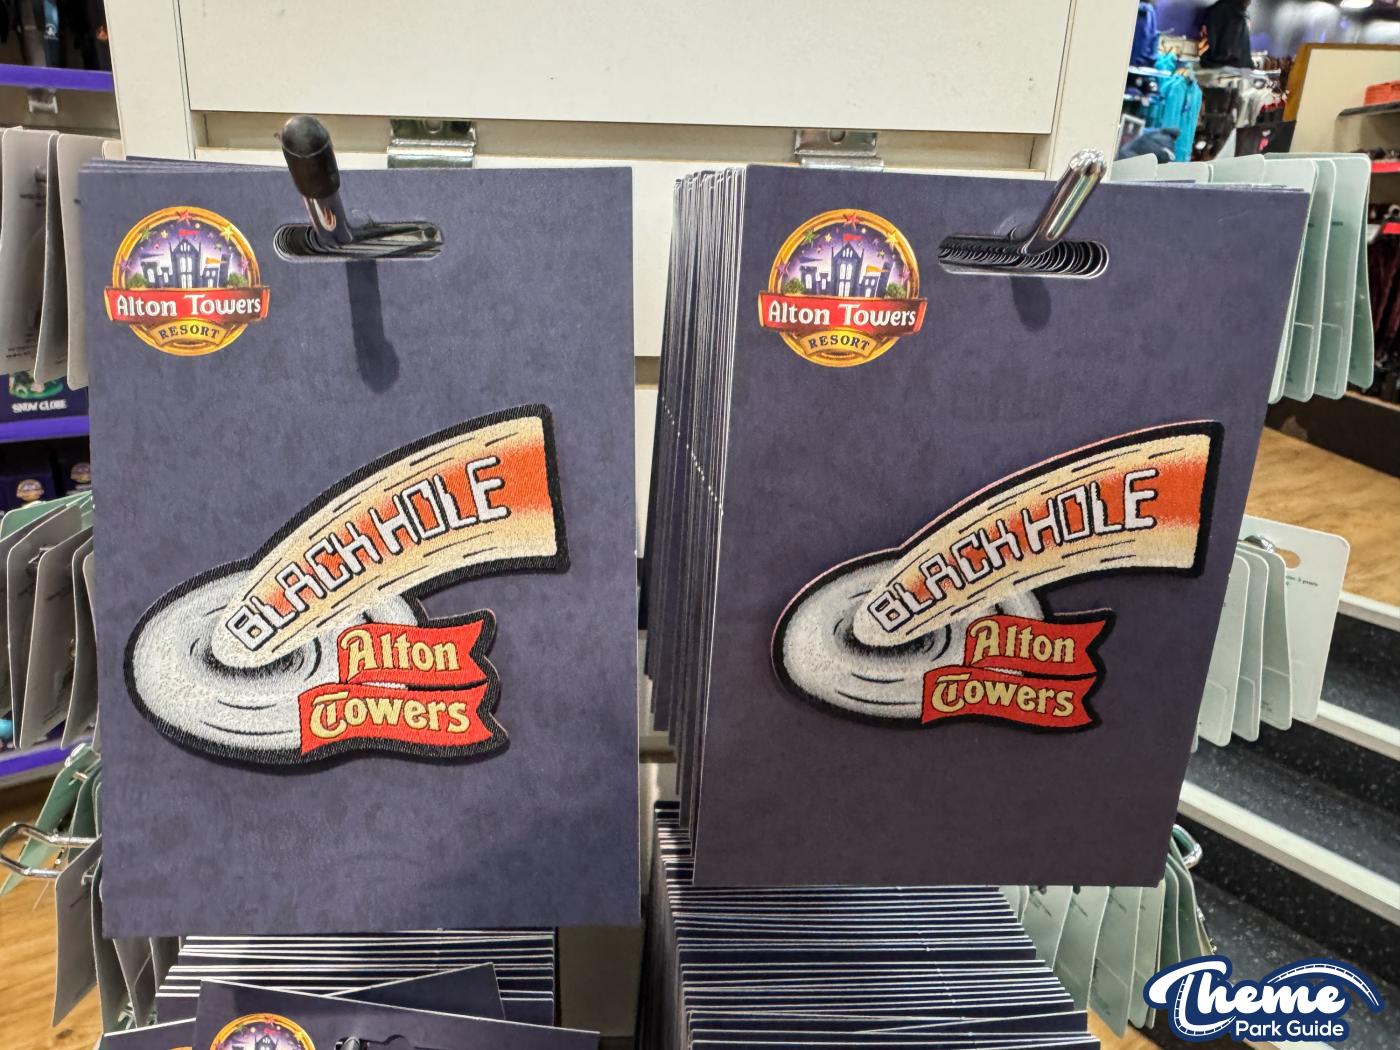 Alton Towers
RESORT
BLACK HOLE
Alton
Towers
Alton Towers
RESORT
BLACK HOLE
Alton
Towers
SNOW GLOBE
Theme
Park Guide